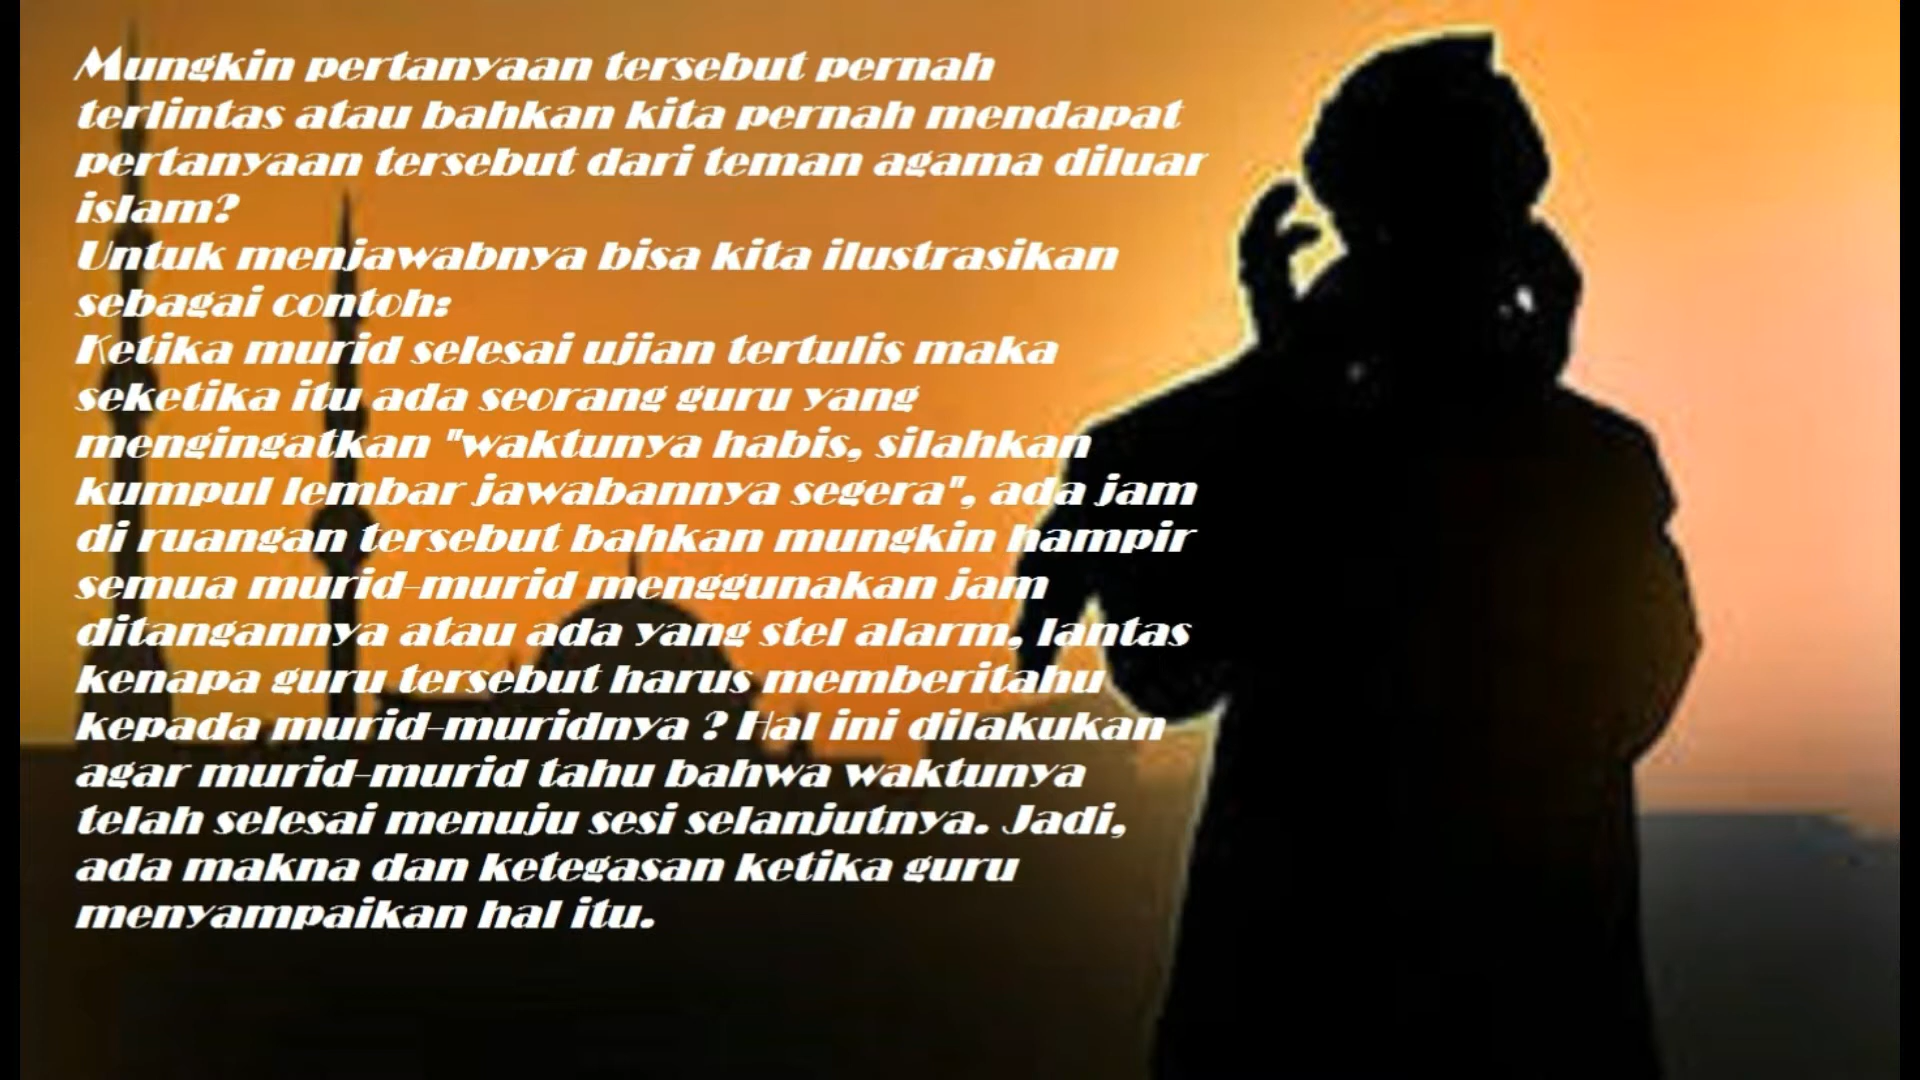 Mungkin pertanyaan tersebut pernah
terlintas atau bahkan kita pernah mendapat
pertanyaan tersebut dari teman agama diluar
islam?
Untuk menjawabnya bisa kita ilustrasikan
sebagai contoh:
Ketika murid selesai ujian tertulis maka
seketika itu ada seorang guru yang
mengingatkan "waktunya habis, silahkan
kumpul lembar jawabannya segera", ada jam
di ruangan tersebut bahkan mungkin hampir
semua murid-murid menggunakan jam
ditangannya atau ada yang stel alarm, lantas
kenapa guru tersebut harus memberitahu
kepada murid-muridnya ? Hal ini dilakukan
agar murid-murid tahu bahwa waktunya
telah selesai menuju sesi selanjutnya. Jadi,
ada makna dan ketegasan ketika guru
menyampaikan hal itu.